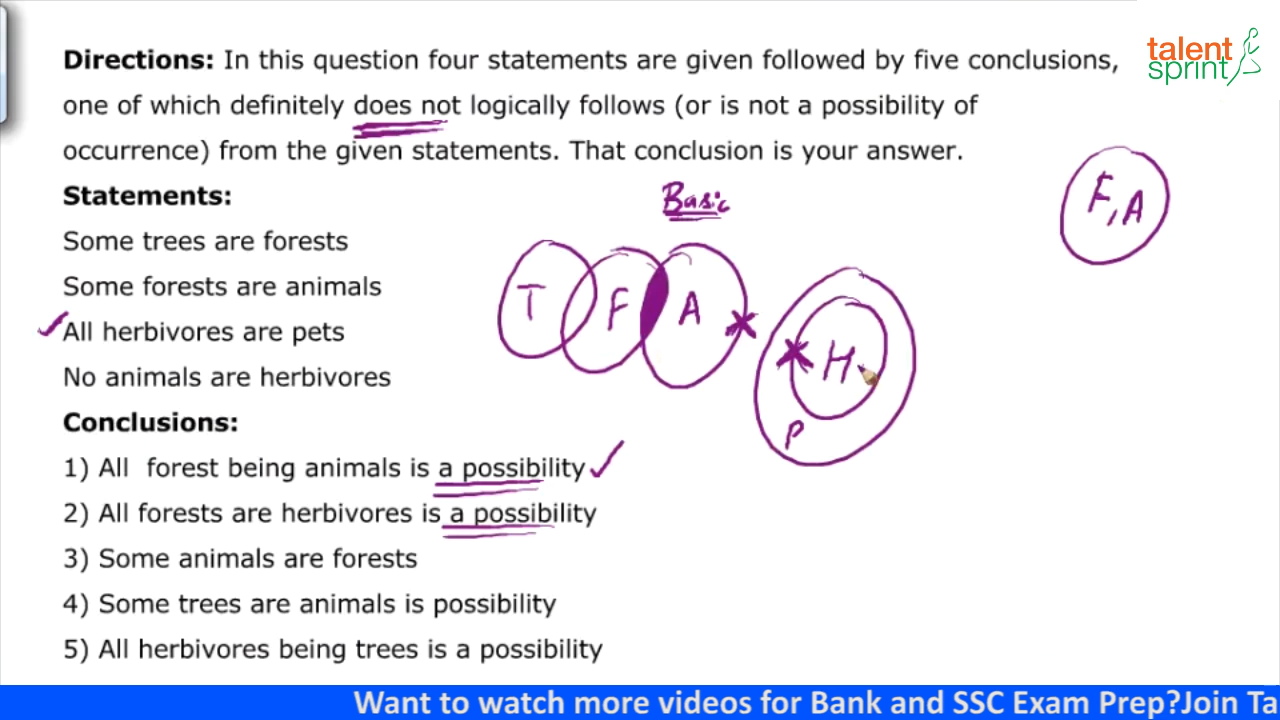 talent
sprint
Directions: In this question four statements are given followed by five conclusions,
one of which definitely does not logically follows (or is not a possibility of
occurrence) from the given statements. That conclusion is your answer.
Statements:
Some trees are forests
Some forests are animals
All herbivores are pets
No animals are herbivores
Basic
T F A H
P
F, A
Conclusions:
1) All forest being animals is a possibility
2) All forests are herbivores is a possibility
3) Some animals are forests
4) Some trees are animals is possibility
5) All herbivores being trees is a possibility
Want to watch more videos for Bank and SSC Exam Prep?Join Ta